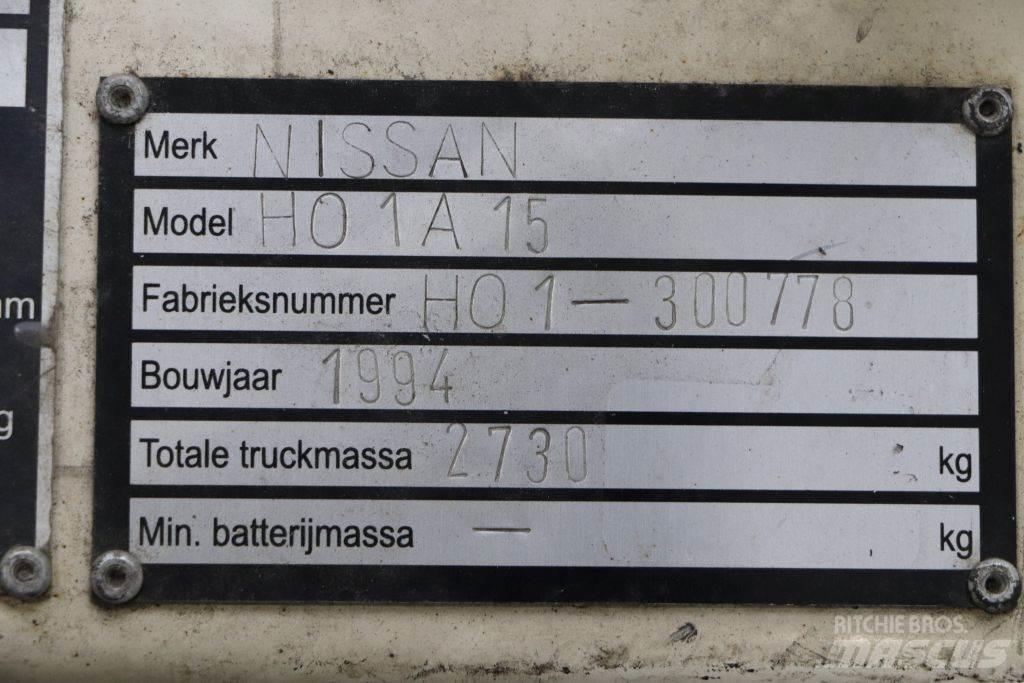 Merk NISSAN
Model HO1A15
Fabrieksnummer HO1-300778
Bouwjaar 1994
Totale truckmassa 2730 kg
Min. batterijmassa - kg
mm
g
RITCHIE BROS.
MASCUS